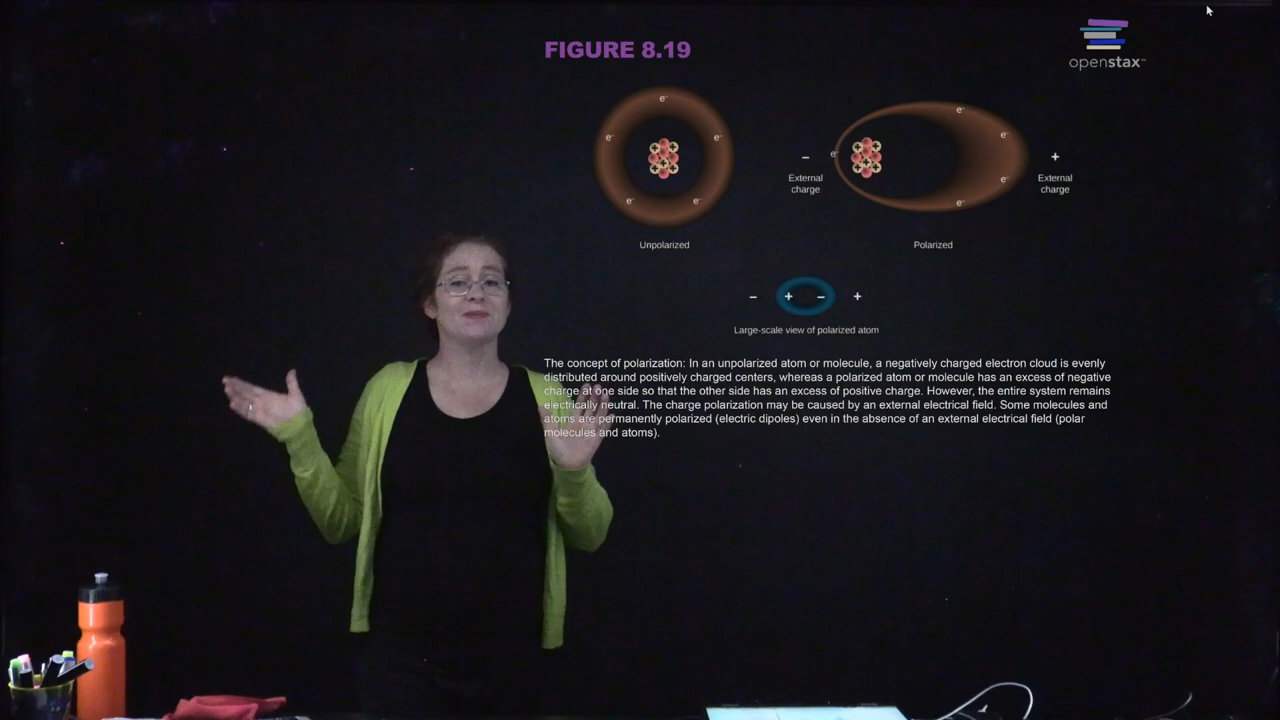 FIGURE 8.19
openstax™
e⁻
e⁻ e⁻
e⁻ e⁻
+ + + + +
Unpolarized
–
External
charge
e⁻
e⁻
e⁻
e⁻
e⁻
+ + + + +
+
External
charge
Polarized
– + – +
Large-scale view of polarized atom
The concept of polarization: In an unpolarized atom or molecule, a negatively charged electron cloud is evenly
distributed around positively charged centers, whereas a polarized atom or molecule has an excess of negative
charge at one side so that the other side has an excess of positive charge. However, the entire system remains
electrically neutral. The charge polarization may be caused by an external electrical field. Some molecules and
atoms are permanently polarized (electric dipoles) even in the absence of an external electrical field (polar
molecules and atoms).